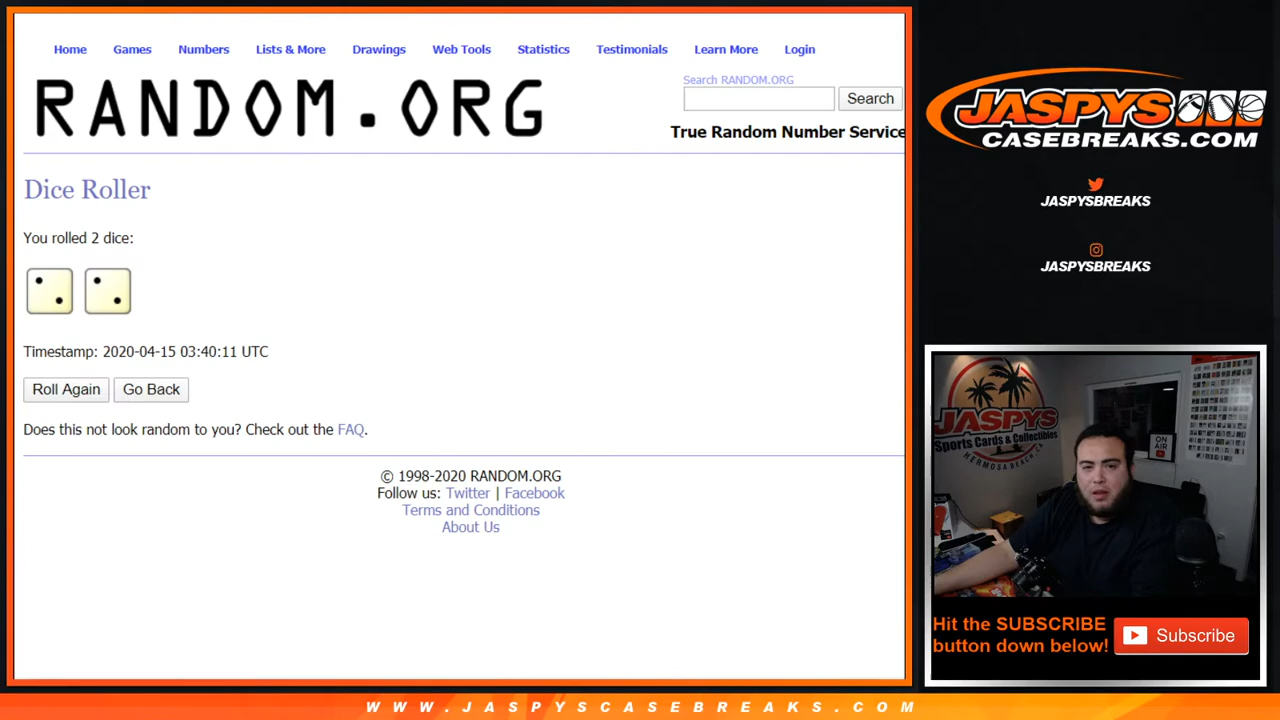 Home Games Numbers Lists & More Drawings Web Tools Statistics Testimonials Learn More Login
RANDOM.ORG
Search RANDOM.ORG
Search
True Random Number Service
Dice Roller
You rolled 2 dice:
Timestamp: 2020-04-15 03:40:11 UTC
Roll Again Go Back
Does this not look random to you? Check out the FAQ.
© 1998-2020 RANDOM.ORG
Follow us: Twitter | Facebook
Terms and Conditions
About Us
JASPYS
CASEBREAKS.COM
JASPYSBREAKS
JASPYSBREAKS
JASPYS
Sports Cards & Collectibles
HERMOSA BEACH CA
ON
AIR
Hit the SUBSCRIBE
button down below!
Subscribe
WWW.JASPYSCASEBREAKS.COM